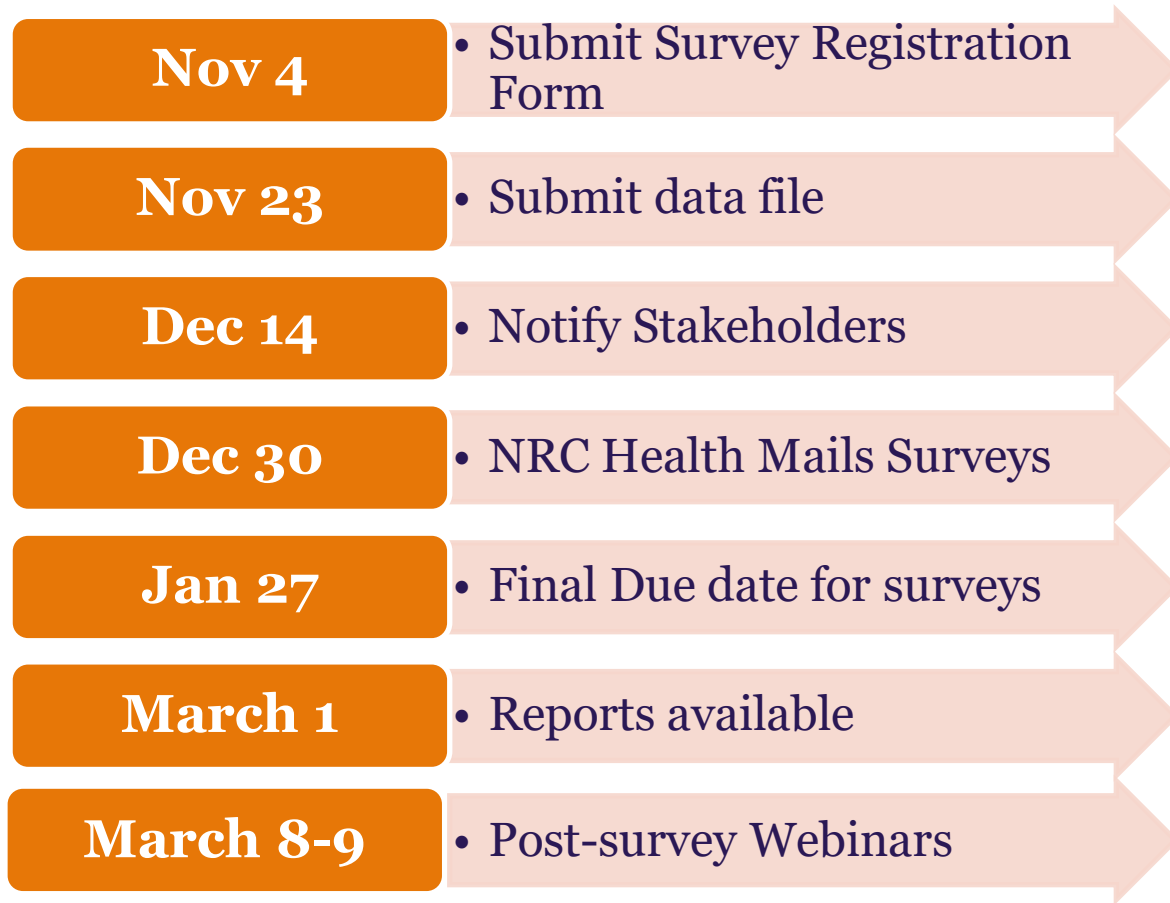 Nov 4
• Submit Survey Registration
Form
Nov 23
• Submit data file
Dec 14
• Notify Stakeholders
Dec 30
• NRC Health Mails Surveys
Jan 27
• Final Due date for surveys
March 1
• Reports available
March 8-9
• Post-survey Webinars